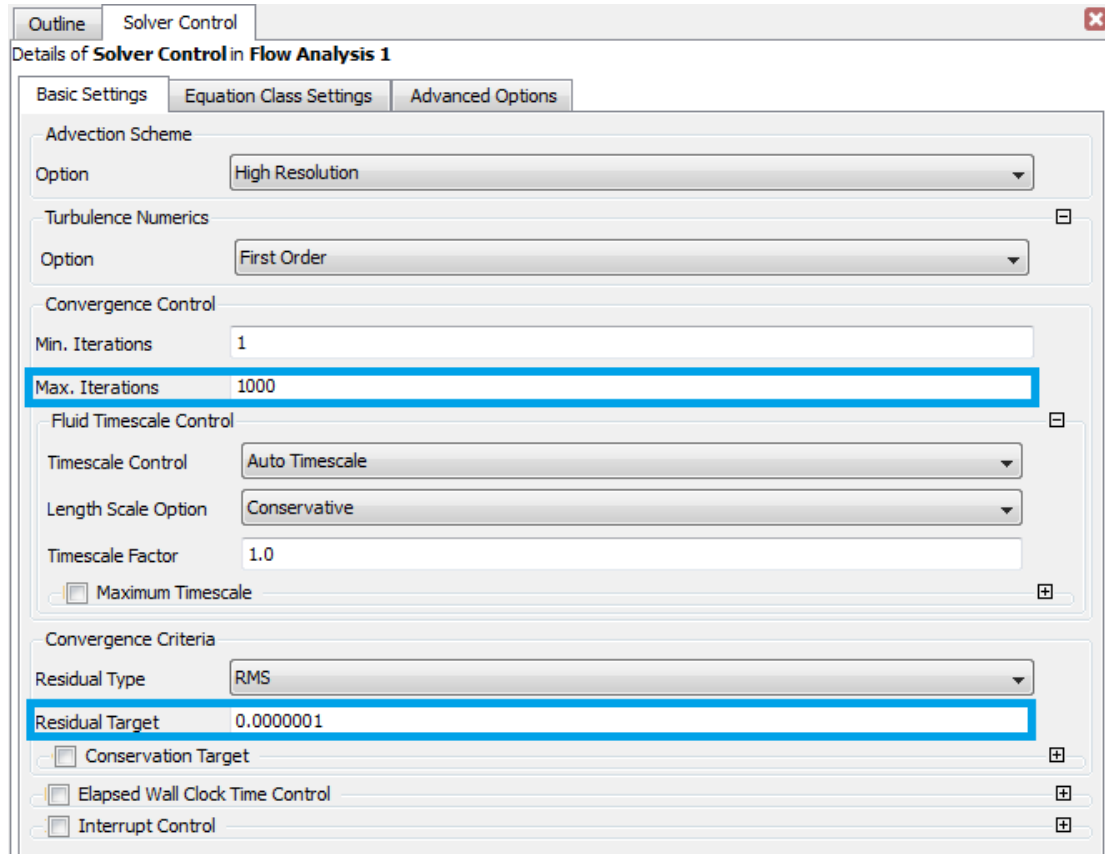 Outline Solver Control
Details of Solver Control in Flow Analysis 1
Basic Settings Equation Class Settings Advanced Options
Advection Scheme
Option High Resolution
Turbulence Numerics
Option First Order
Convergence Control
Min. Iterations 1
Max. Iterations 1000
Fluid Timescale Control
Timescale Control Auto Timescale
Length Scale Option Conservative
Timescale Factor 1.0
Maximum Timescale
Convergence Criteria
Residual Type RMS
Residual Target 0.0000001
Conservation Target
Elapsed Wall Clock Time Control
Interrupt Control